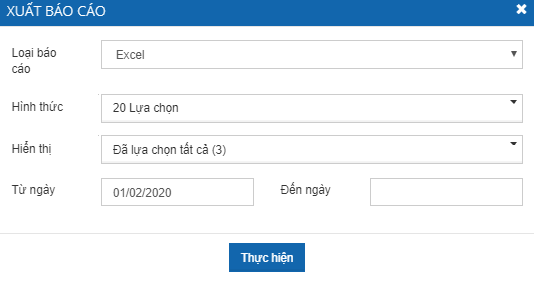 XUẤT BÁO CÁO
Loại báo
cáo
Excel
Hình thức
20 Lựa chọn
Hiển thị
Đã lựa chọn tất cả (3)
Từ ngày
01/02/2020
Đến ngày
Thực hiện